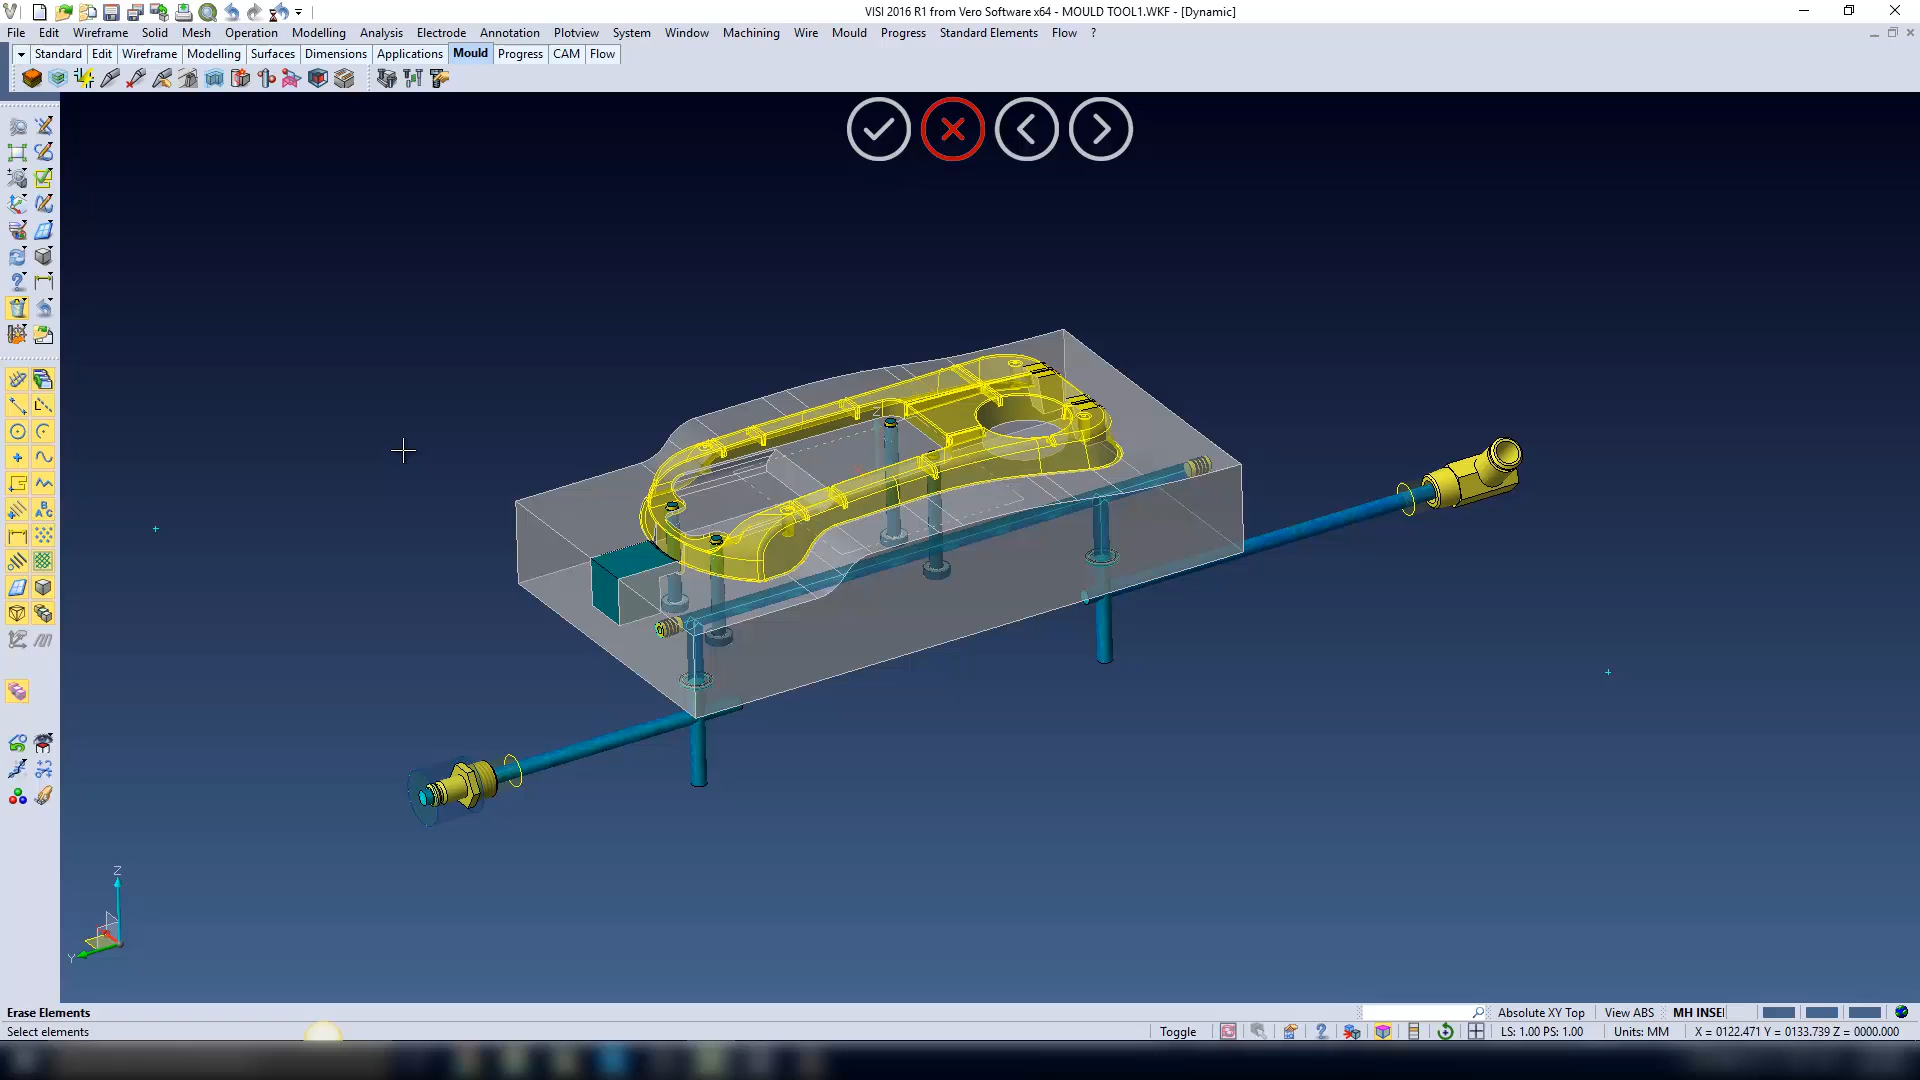 VISI 2016 R1 from Vero Software x64 - MOULD TOOL1.WKF - [Dynamic]
File Edit Wireframe Solid Mesh Operation Modelling Analysis Electrode Annotation Plotview System Window Machining Wire Mould Progress Standard Elements Flow ?
Standard Edit Wireframe Modelling Surfaces Dimensions Applications Mould Progress CAM Flow
Z
Z
Y
Erase Elements
Absolute XY Top View ABS MH INSEI
Select elements
Toggle LS: 1.00 PS: 1.00 Units: MM X = 0122.471 Y = 0133.739 Z = 0000.000